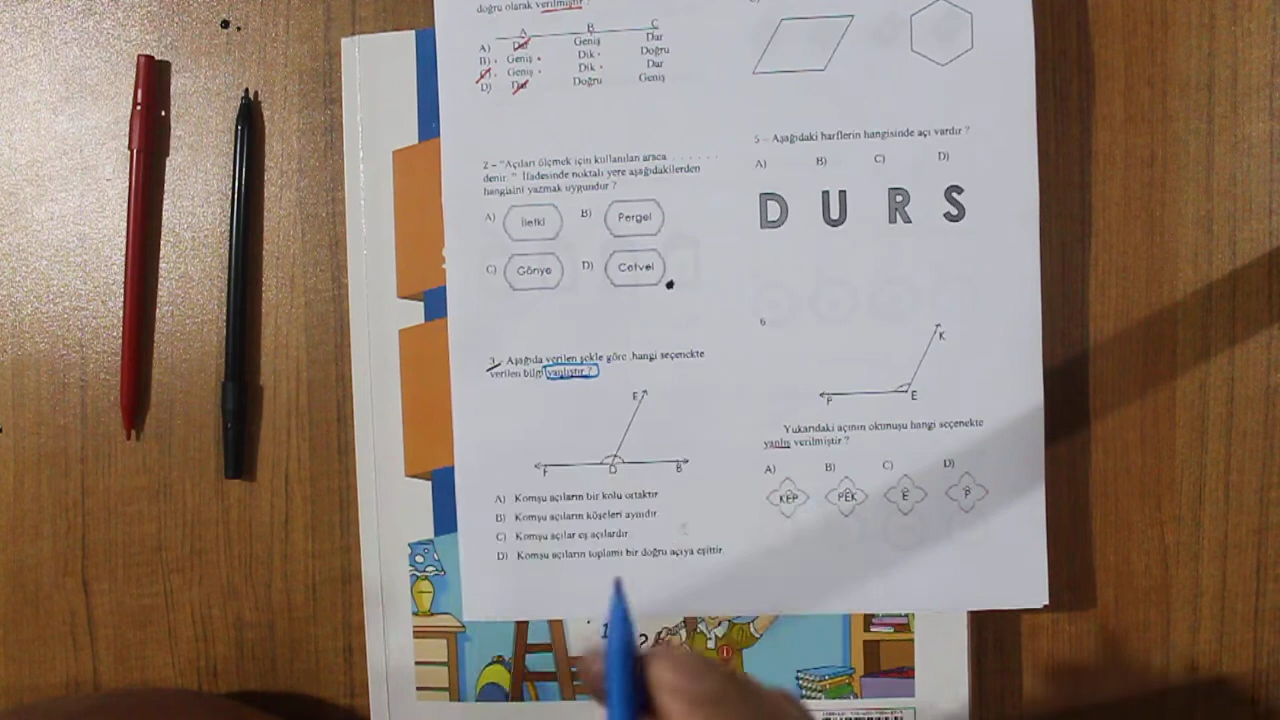 doğru olarak verilmiştir ?
A B C
A) Dar Geniş Dar
B) Geniş Dik Doğru
C) Geniş Dik Dar
D) Dar Doğru Geniş
2 – "Açıları ölçmek için kullanılan araca . . . . . .
denir. " İfadesinde noktalı yere aşağıdakilerden
hangisini yazmak uygundur ?
A) İletki B) Pergel
C) Gönye D) Cetvel
3 – Aşağıda verilen şekle göre ,hangi seçenekte
verilen bilgi yanlıştır ?
E
F D B
A) Komşu açıların bir kolu ortaktır
B) Komşu açıların köşeleri aynıdır
C) Komşu açılar eş açılardır
D) Komşu açıların toplamı bir doğru açıya eşittir
5 – Aşağıdaki harflerin hangisinde açı vardır ?
A) B) C) D)
D U R S
6
K
P E
Yukarıdaki açının okunuşu hangi seçenekte
yanlış verilmiştir ?
A) B) C) D)
KEP PEK E P